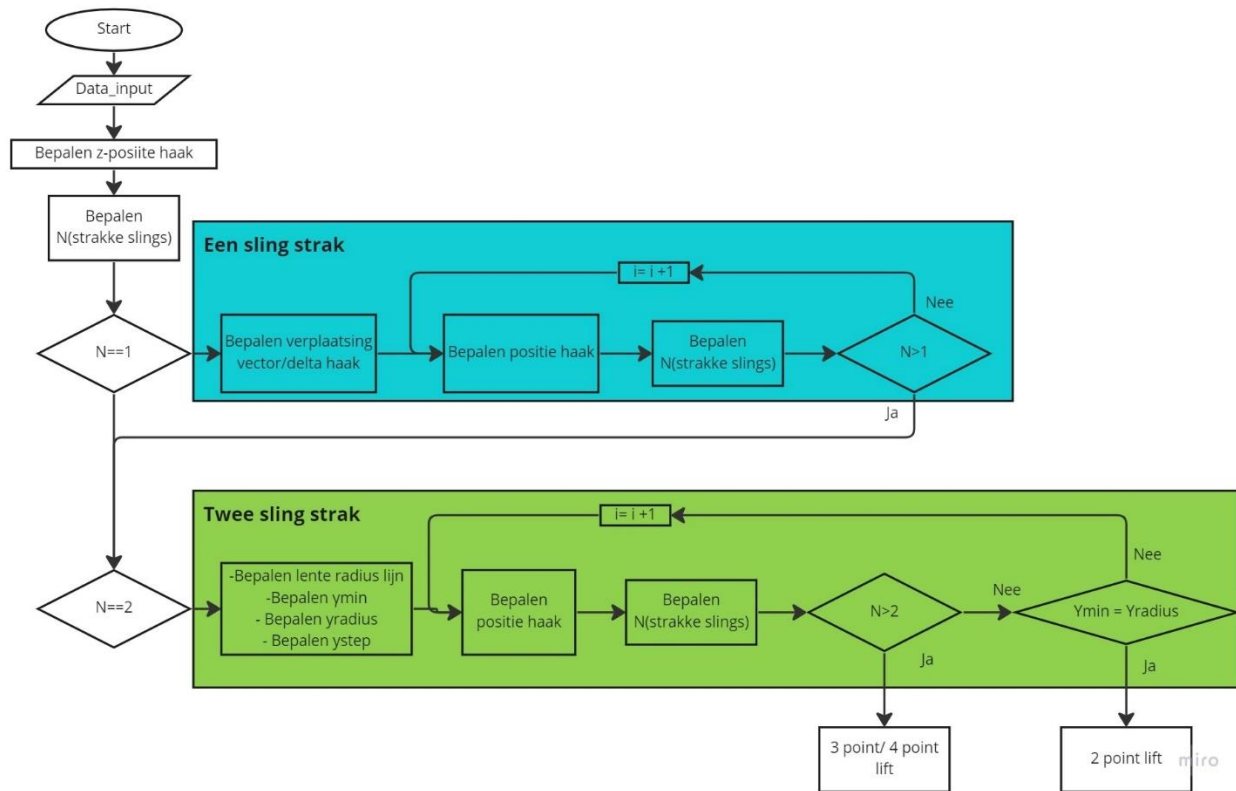 Start
Data_input
Bepalen z-posiite haak
Bepalen
N(strakke slings)
Een sling strak
i= i +1
Nee
N==1
Bepalen verplaatsing
vector/delta haak
Bepalen positie haak
Bepalen
N(strakke slings)
N>1
Ja
Twee sling strak
i= i +1
Nee
N==2
-Bepalen lente radius lijn
-Bepalen ymin
- Bepalen yradius
- Bepalen ystep
Bepalen
positie haak
Bepalen
N(strakke slings)
N>2
Nee
Ymin = Yradius
Ja
Ja
3 point/ 4 point
lift
2 point lift
miro